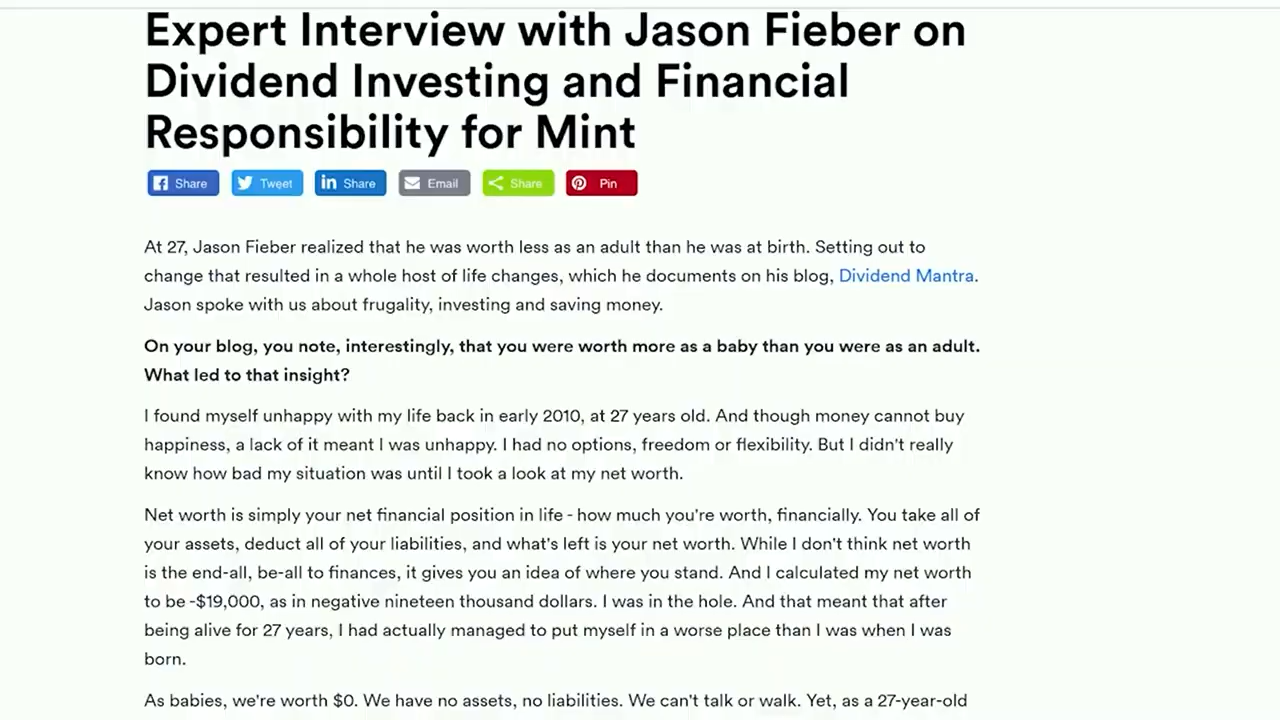 Expert Interview with Jason Fieber on
Dividend Investing and Financial
Responsibility for Mint
Share Tweet Share Email Share Pin
At 27, Jason Fieber realized that he was worth less as an adult than he was at birth. Setting out to
change that resulted in a whole host of life changes, which he documents on his blog, Dividend Mantra.
Jason spoke with us about frugality, investing and saving money.
On your blog, you note, interestingly, that you were worth more as a baby than you were as an adult.
What led to that insight?
I found myself unhappy with my life back in early 2010, at 27 years old. And though money cannot buy
happiness, a lack of it meant I was unhappy. I had no options, freedom or flexibility. But I didn't really
know how bad my situation was until I took a look at my net worth.
Net worth is simply your net financial position in life - how much you're worth, financially. You take all of
your assets, deduct all of your liabilities, and what's left is your net worth. While I don't think net worth
is the end-all, be-all to finances, it gives you an idea of where you stand. And I calculated my net worth
to be -$19,000, as in negative nineteen thousand dollars. I was in the hole. And that meant that after
being alive for 27 years, I had actually managed to put myself in a worse place than I was when I was
born.
As babies, we're worth $0. We have no assets, no liabilities. We can't talk or walk. Yet, as a 27-year-old